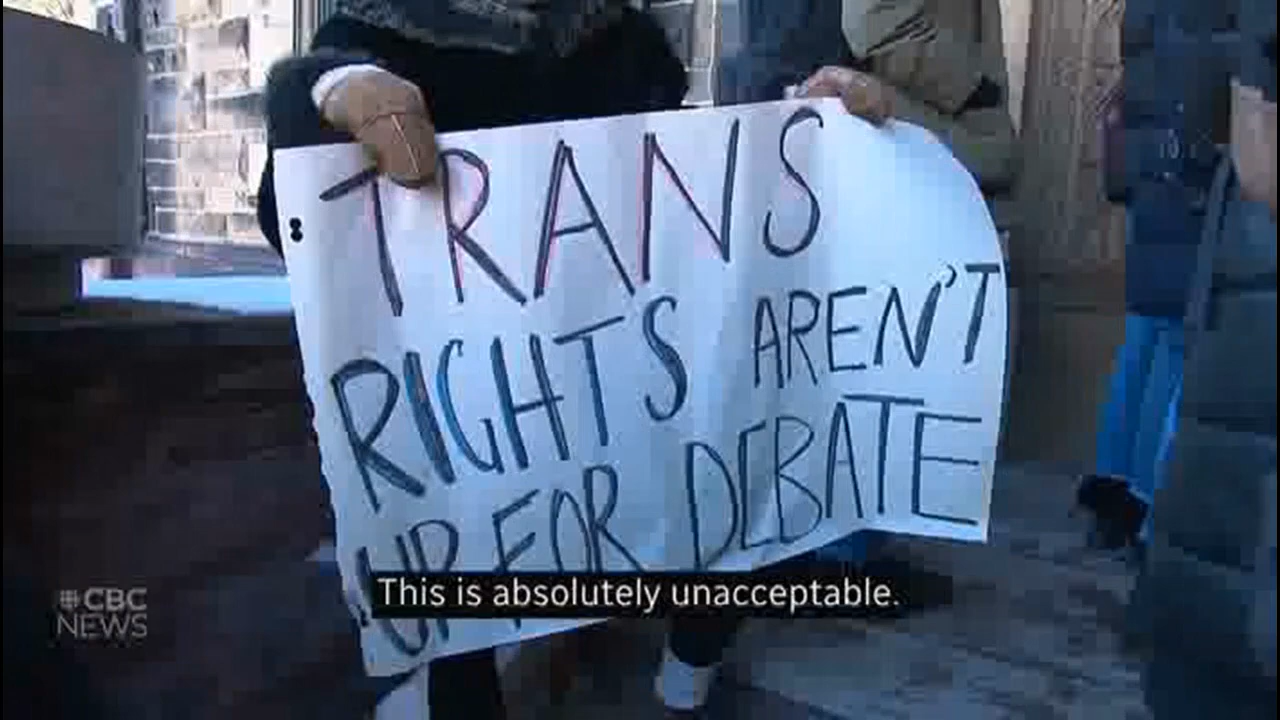 TRANS
RIGHTS AREN'T
UP FOR DEBATE
This is absolutely unacceptable.
CBC
NEWS